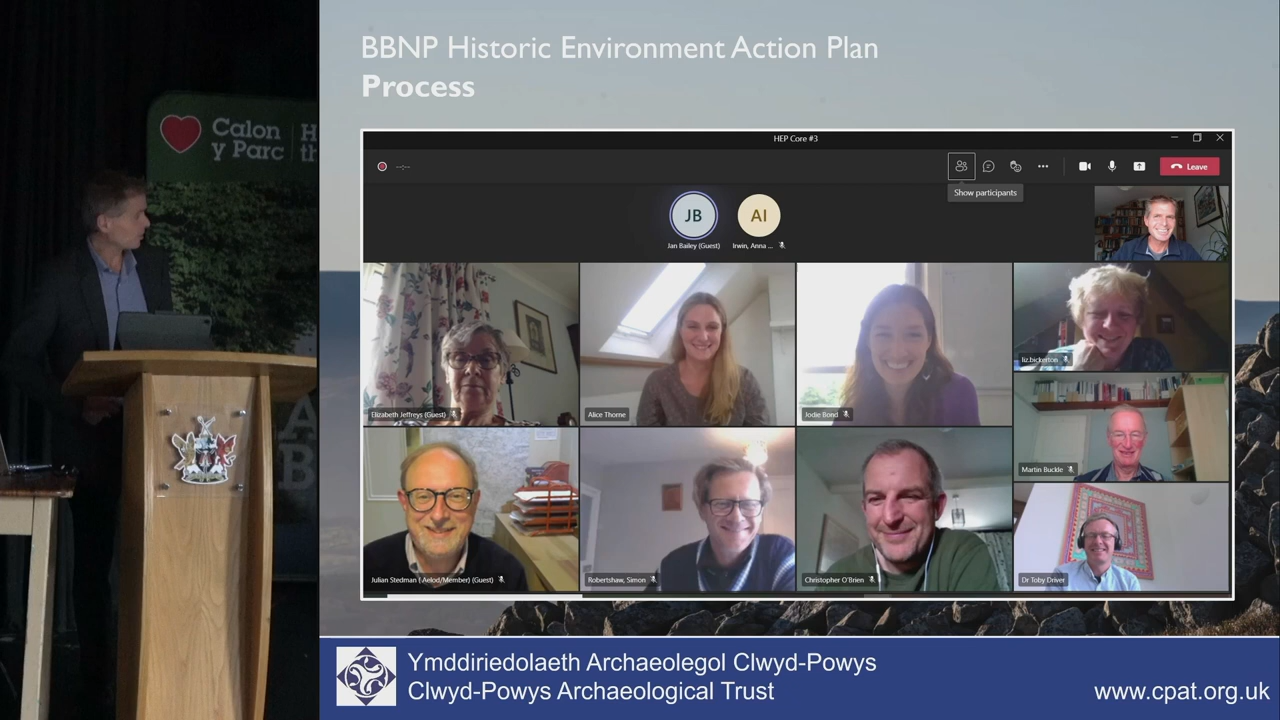 Calon
y Parc
H
th
BBNP Historic Environment Action Plan
Process
HEP Core #3
Leave
Show participants
JB
AI
Jan Bailey (Guest)
Irwin, Anna ...
Elizabeth Jeffreys (Guest)
Alice Thorne
Jodie Bond
liz.bickerton
Martin Buckle
Julian Stedman ( Aelod/Member) (Guest)
Robertshaw, Simon
Christopher O'Brien
Dr Toby Driver
Ymddiriedolaeth Archaeolegol Clwyd-Powys
Clwyd-Powys Archaeological Trust
www.cpat.org.uk